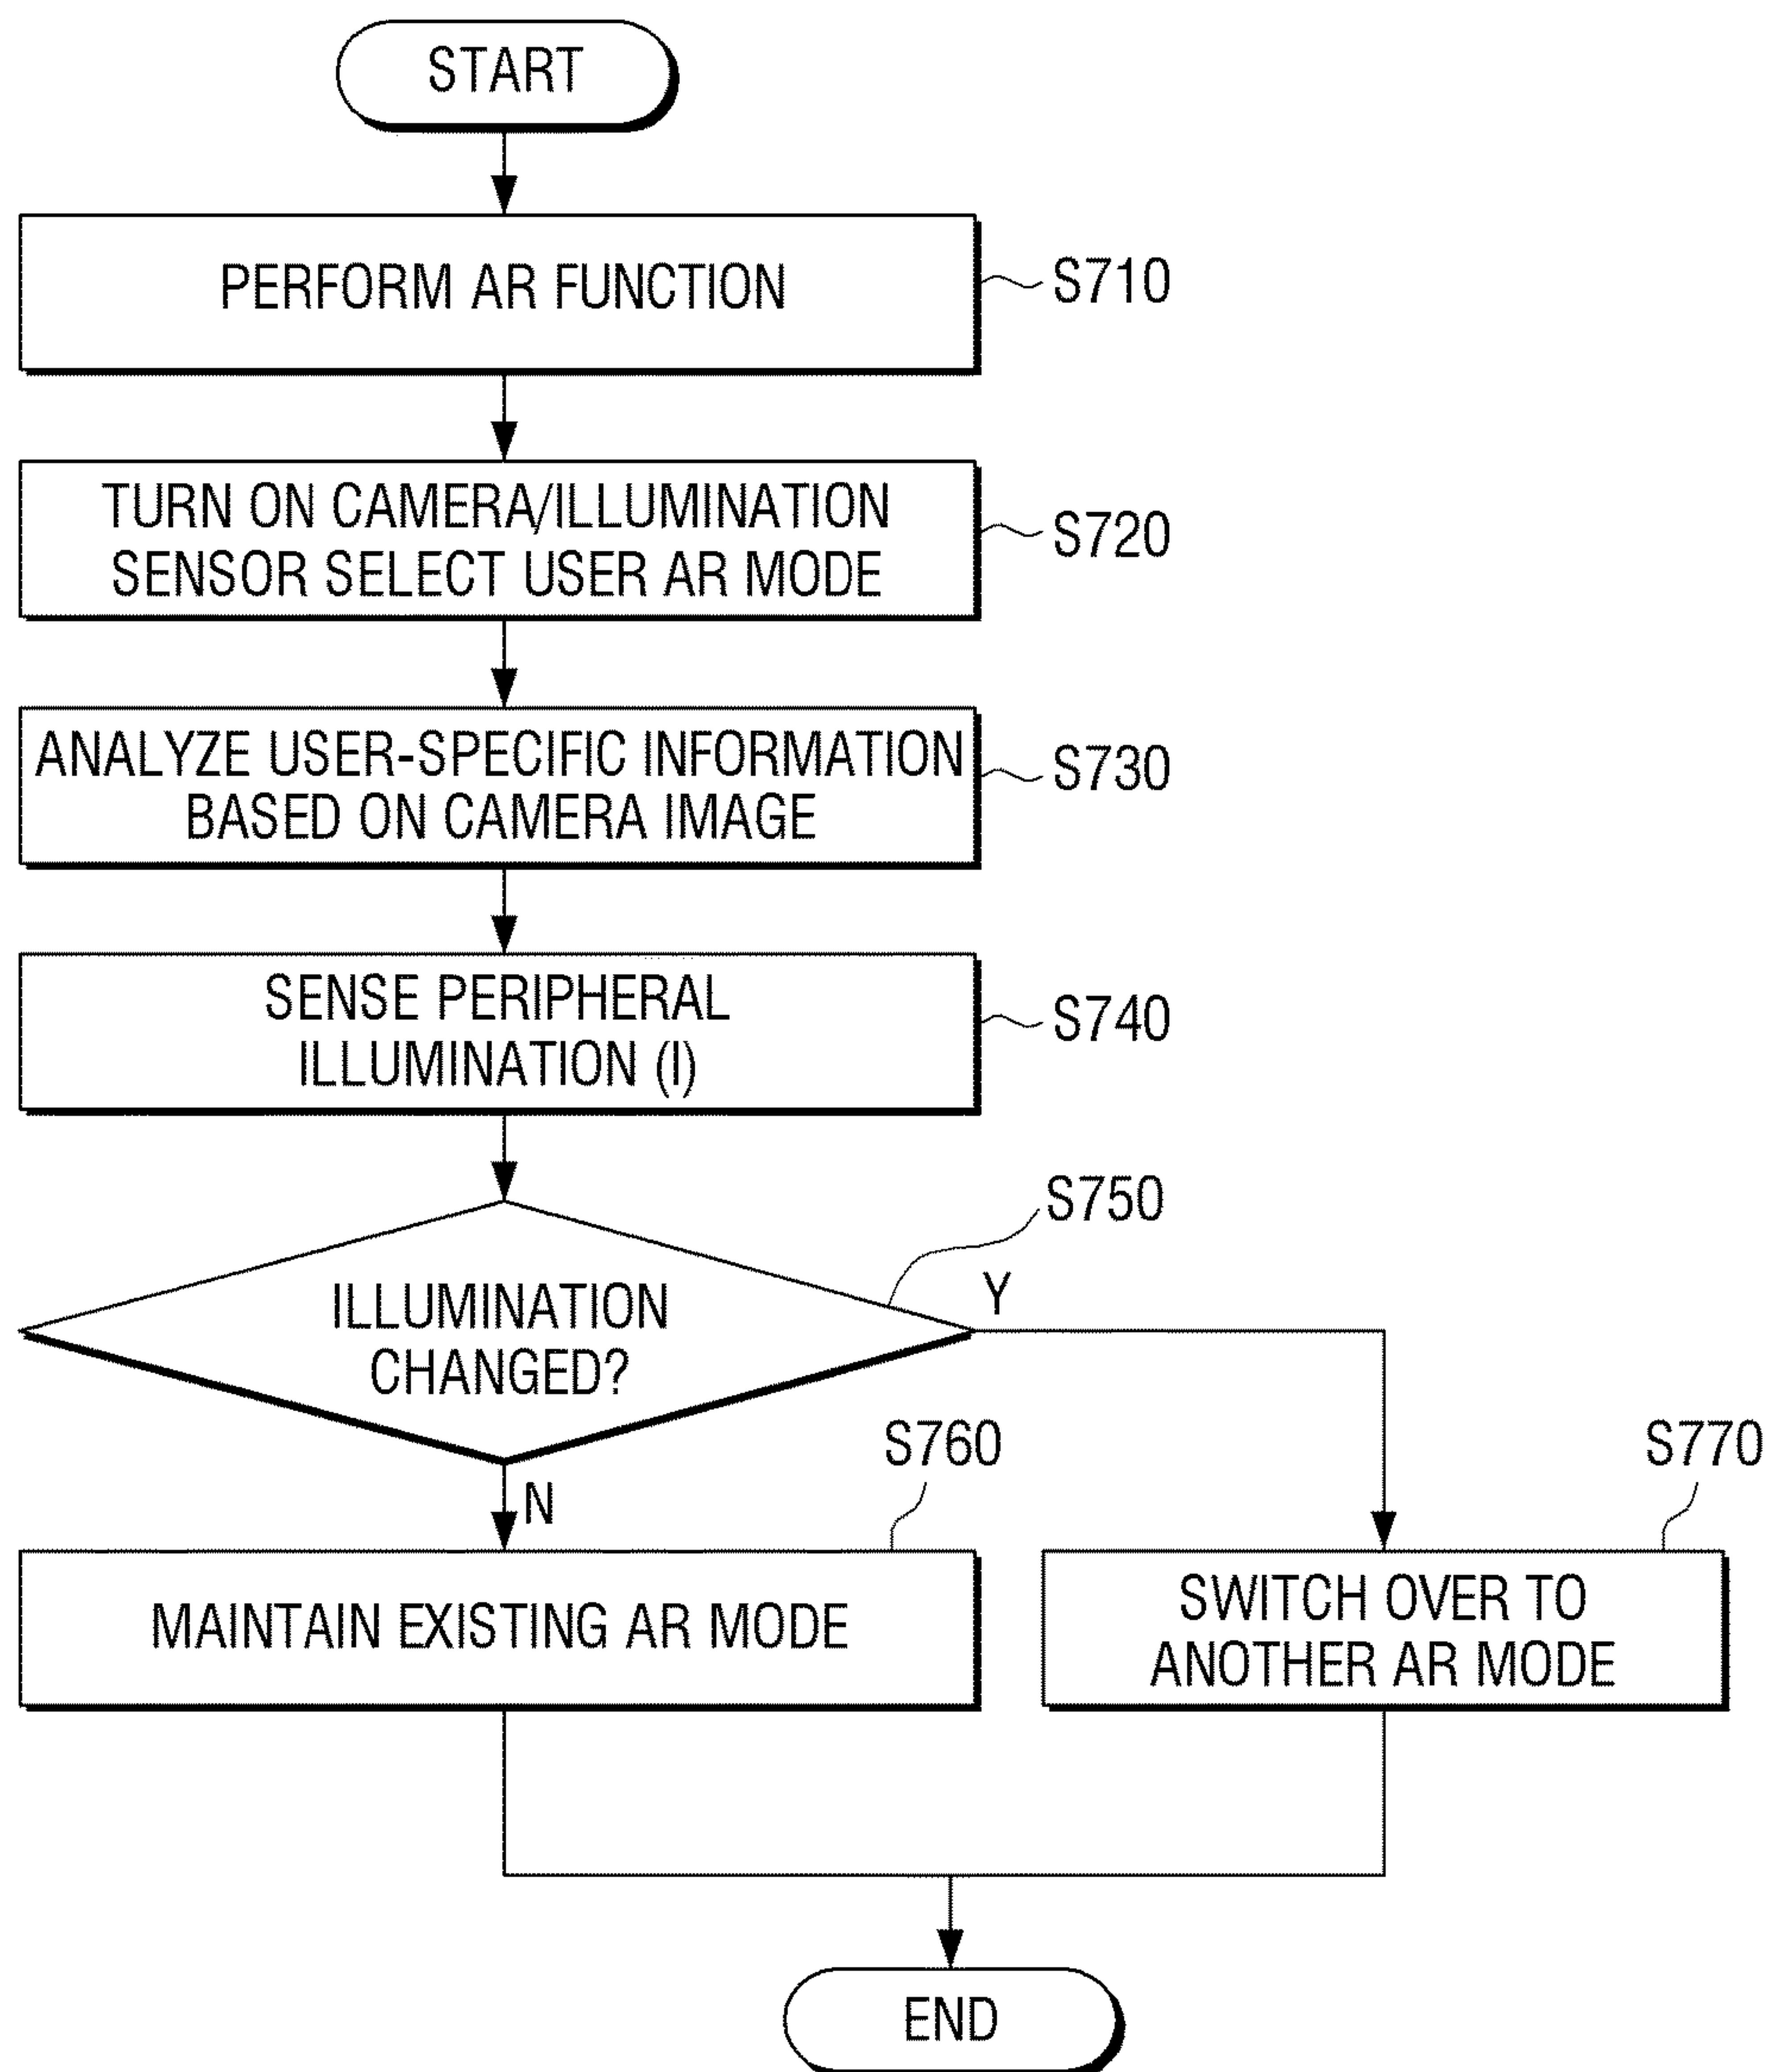 START
PERFORM AR FUNCTION
S710
TURN ON CAMERA/ILLUMINATION
SENSOR SELECT USER AR MODE
S720
ANALYZE USER-SPECIFIC INFORMATION
BASED ON CAMERA IMAGE
S730
SENSE PERIPHERAL
ILLUMINATION (I)
S740
S750
ILLUMINATION
CHANGED?
Y
N
S760
MAINTAIN EXISTING AR MODE
S770
SWITCH OVER TO
ANOTHER AR MODE
END